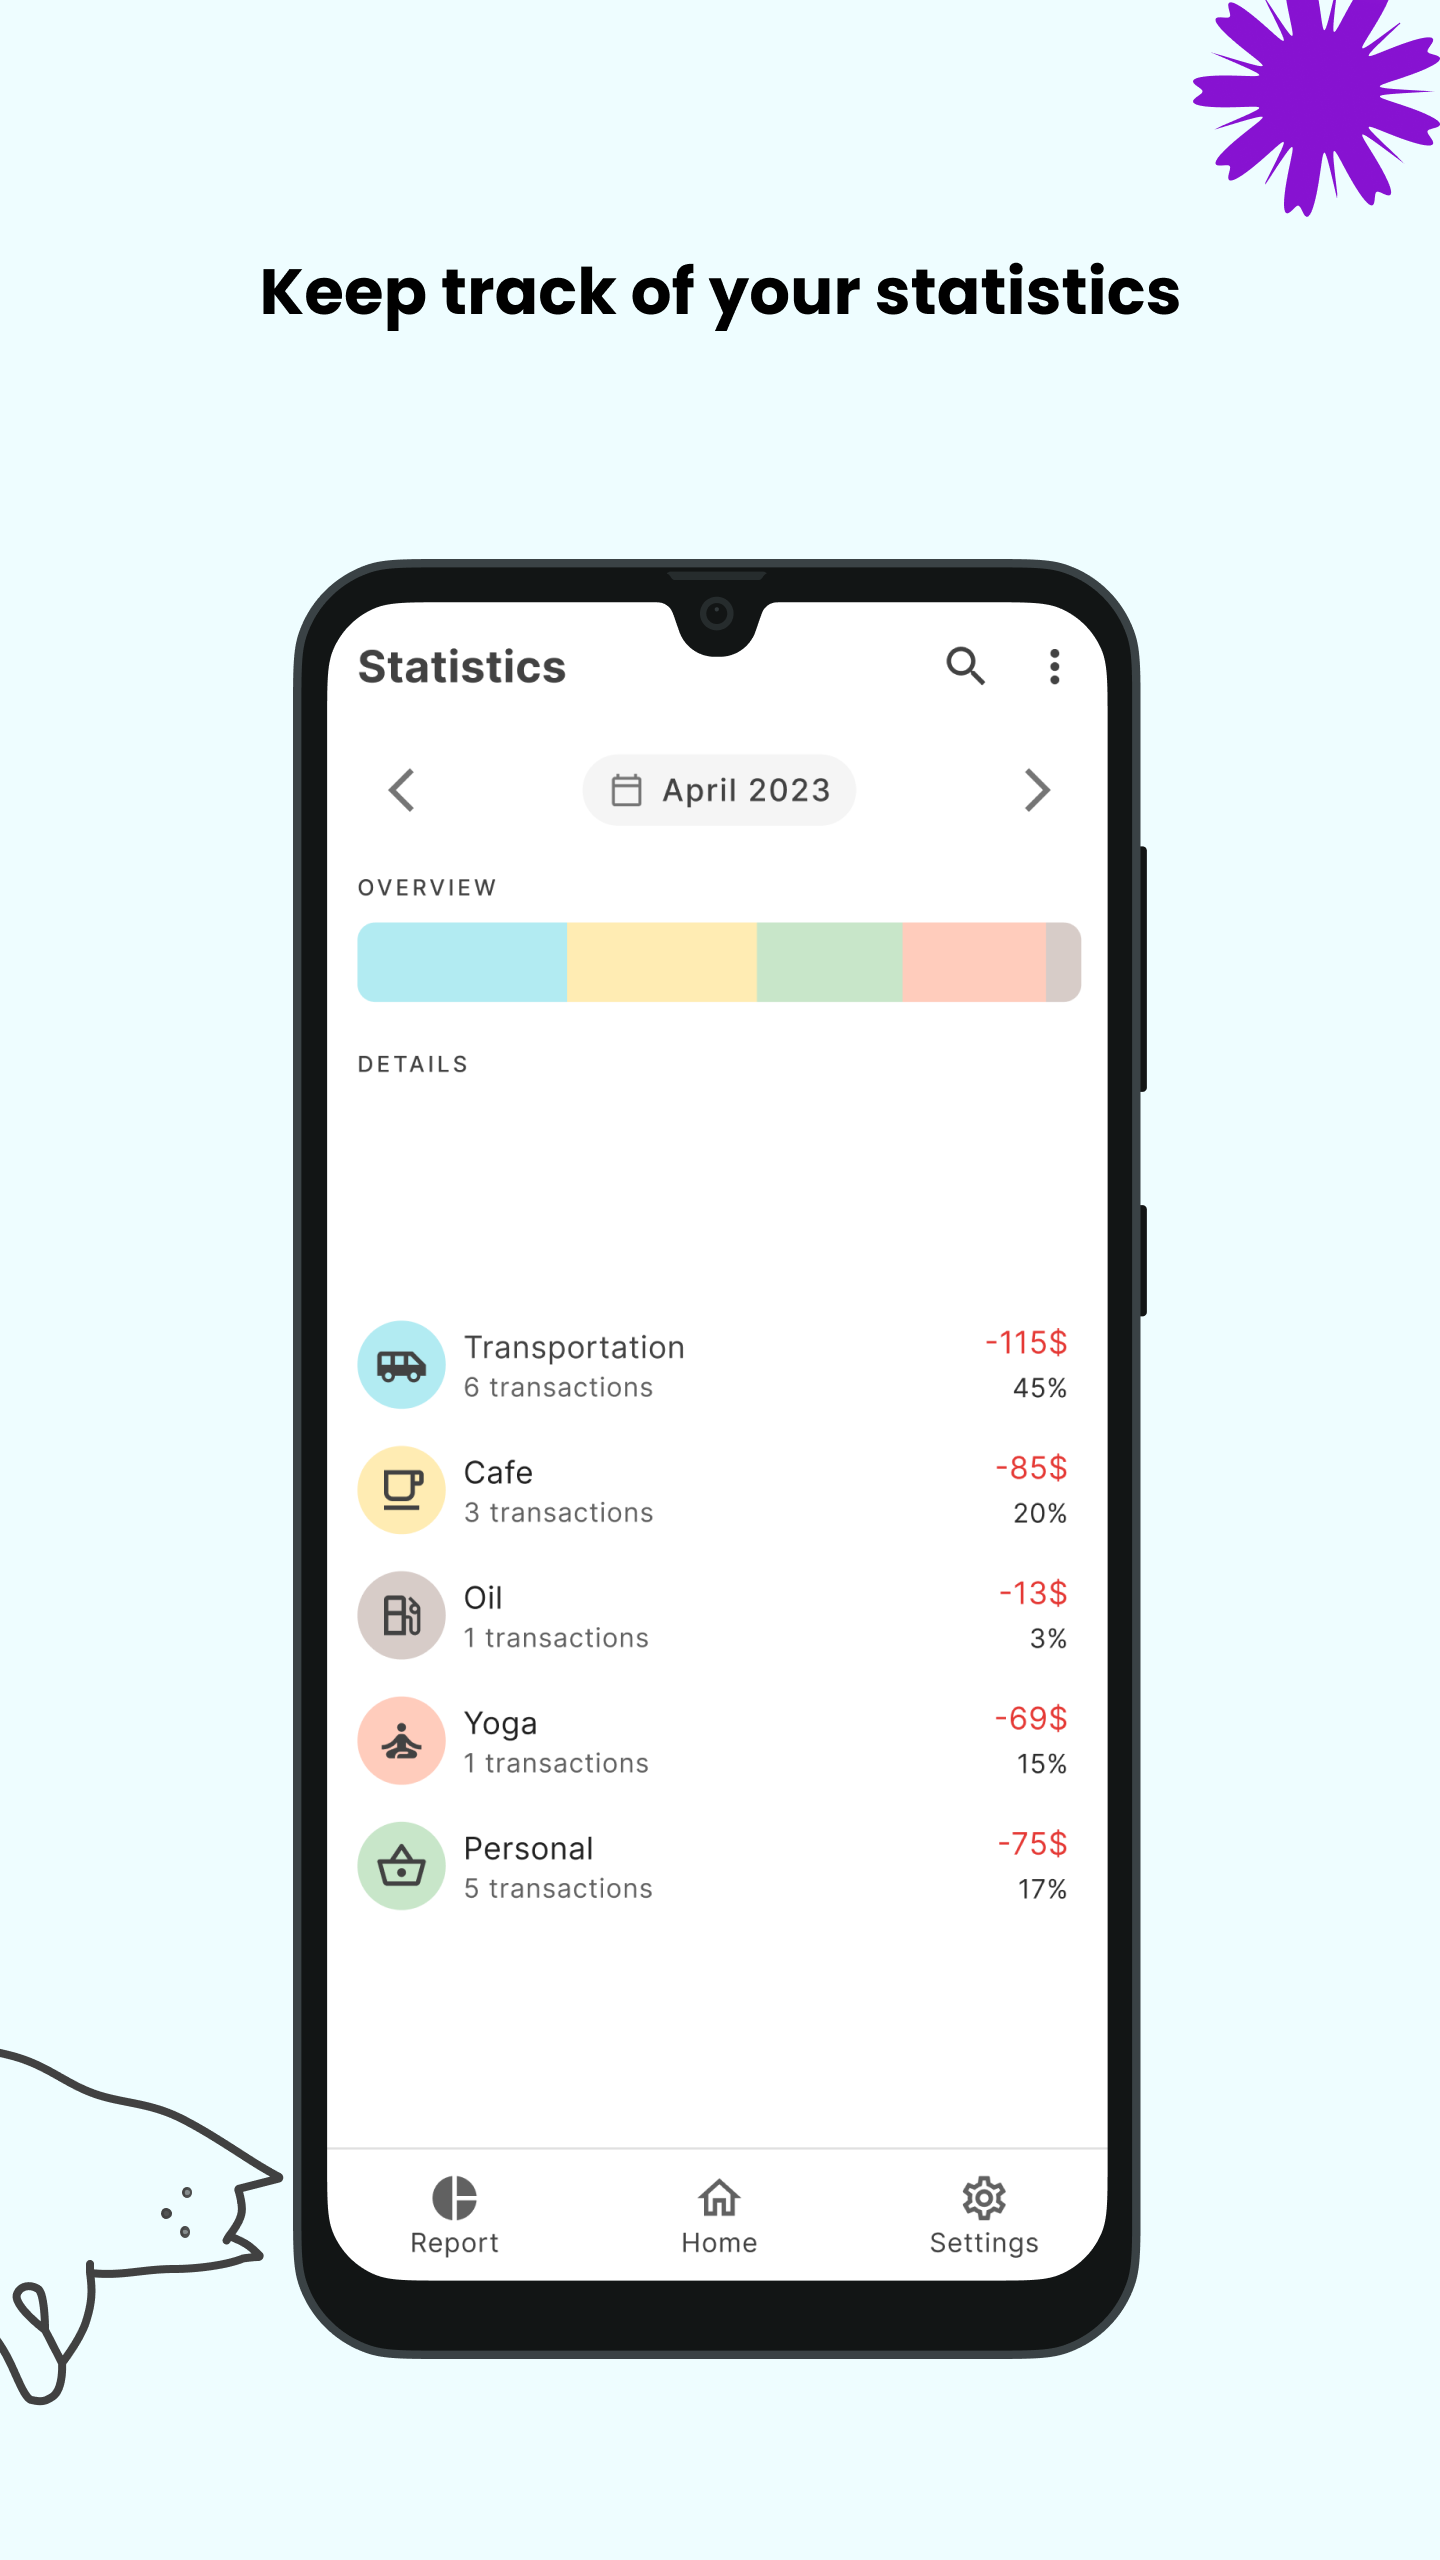 Keep track of your statistics
Statistics
April 2023
OVERVIEW
DETAILS
Transportation
-115$
6 transactions
45%
Cafe
-85$
3 transactions
20%
Oil
-13$
1 transactions
3%
Yoga
-69$
1 transactions
15%
Personal
-75$
5 transactions
17%
Report
Home
Settings